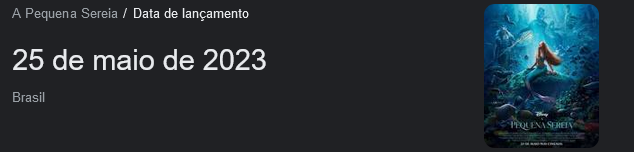 A Pequena Sereia / Data de lançamento
25 de maio de 2023
Brasil
Disney
A PEQUENA SEREIA